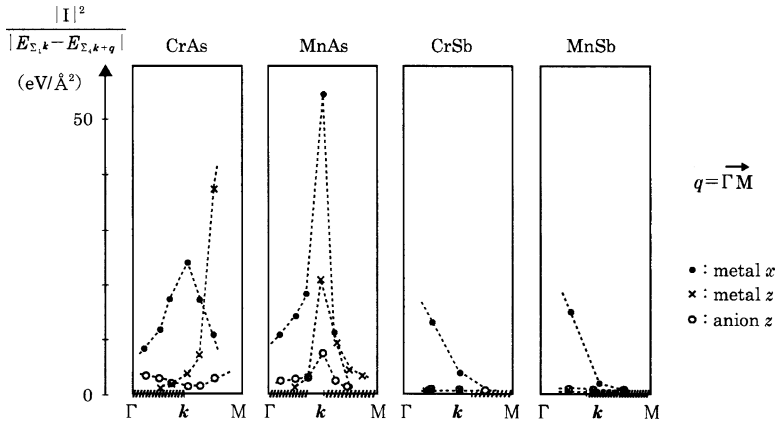 |I|²
|E_{Σ₁k}−E_{Σ₄k+q}|
(eV/Å²)
CrAs MnAs CrSb MnSb
50
0
Γ k M Γ k M Γ k M Γ k M
q=ΓM
● : metal x
× : metal z
○ : anion z